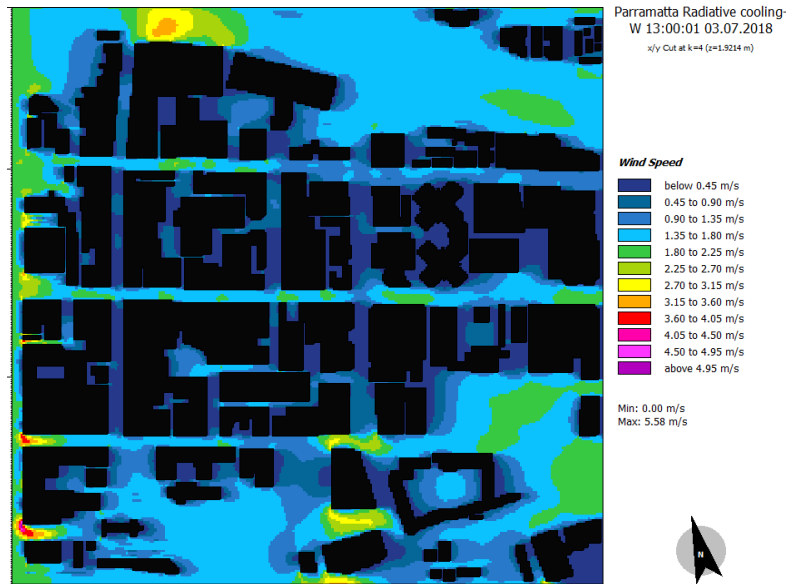 Parramatta Radiative cooling-
W 13:00:01 03.07.2018
x/y Cut at k=4 (z=1.9214 m)
Wind Speed
below 0.45 m/s
0.45 to 0.90 m/s
0.90 to 1.35 m/s
1.35 to 1.80 m/s
1.80 to 2.25 m/s
2.25 to 2.70 m/s
2.70 to 3.15 m/s
3.15 to 3.60 m/s
3.60 to 4.05 m/s
4.05 to 4.50 m/s
4.50 to 4.95 m/s
above 4.95 m/s
Min: 0.00 m/s
Max: 5.58 m/s
N